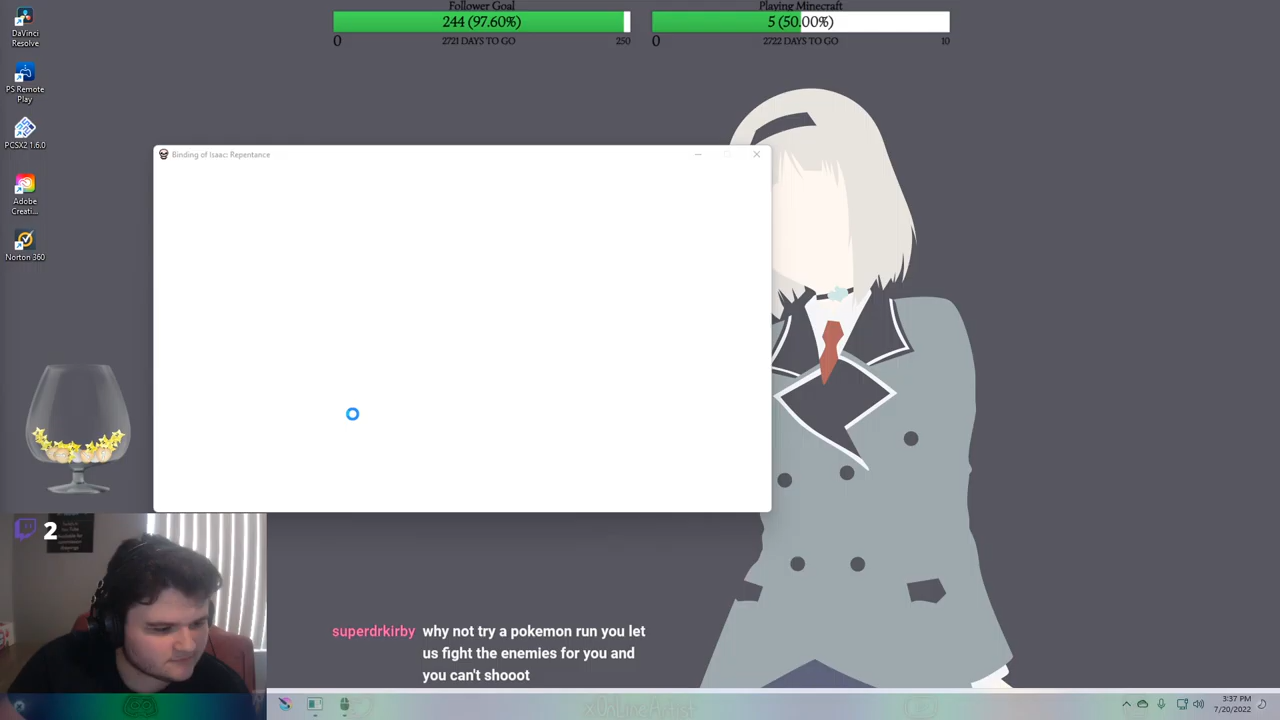 Follower Goal
244 (97.60%)
0
2721 DAYS TO GO
250
Playing Minecraft
5 (50.00%)
0
2722 DAYS TO GO
10
DaVinci
Resolve
PS Remote
Play
PCSX2 1.6.0
Adobe
Creati...
Norton 360
Binding of Isaac: Repentance
2
superdrkirby why not try a pokemon run you let
us fight the enemies for you and
you can't shooot
3:37 PM
7/20/2022